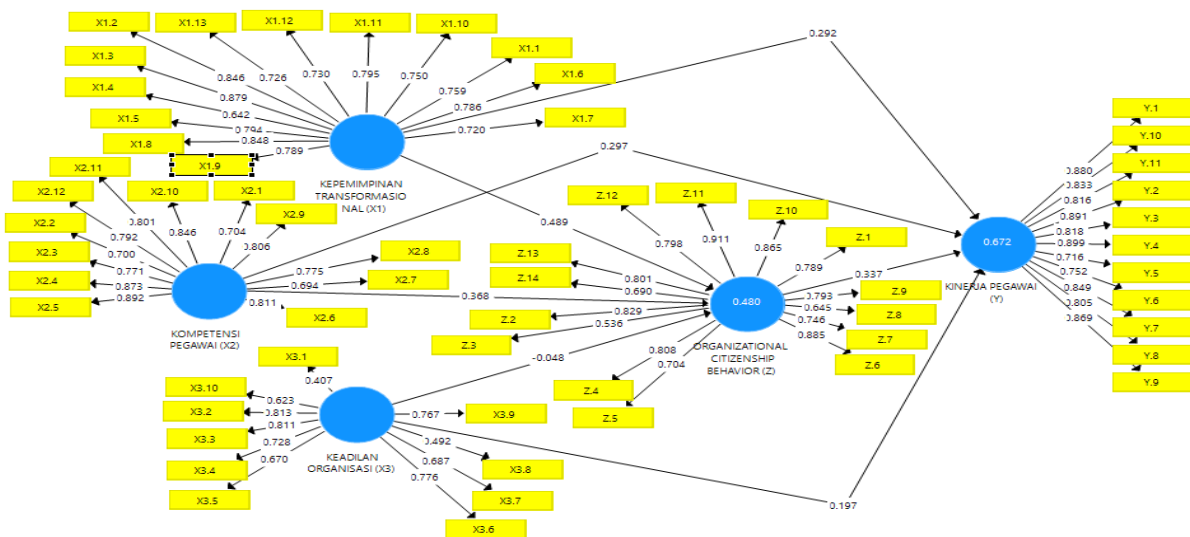 X1.2
X1.13
X1.12
X1.11
X1.10
X1.1
X1.3
X1.6
X1.4
X1.7
X1.5
X1.8
X1.9
0.846
0.726
0.730
0.795
0.750
0.759
0.879
0.786
0.642
0.720
0.794
0.848
0.789
KEPEMIMPINAN
TRANSFORMASIO
NAL (X1)
0.292
0.489
X2.11
X2.12
X2.10
X2.1
X2.2
X2.9
X2.3
X2.8
X2.4
X2.7
X2.5
X2.6
0.801
0.792
0.846
0.704
0.806
0.700
0.771
0.775
0.873
0.694
0.892
0.811
KOMPETENSI
PEGAWAI (X2)
0.297
0.368
X3.1
X3.10
X3.2
X3.9
X3.3
X3.4
X3.8
X3.5
X3.7
X3.6
0.407
0.623
0.813
0.767
0.811
0.728
0.492
0.670
0.687
0.776
KEADILAN
ORGANISASI (X3)
-0.048
0.197
Z.12
Z.11
Z.10
Z.1
Z.13
Z.14
Z.9
Z.2
Z.8
Z.3
Z.7
Z.6
Z.4
Z.5
0.798
0.911
0.865
0.789
0.801
0.690
0.793
0.829
0.645
0.536
0.746
0.885
0.808
0.704
0.480
ORGANIZATIONAL
CITIZENSHIP
BEHAVIOR (Z)
0.337
Y.1
Y.10
Y.11
Y.2
Y.3
Y.4
Y.5
Y.6
Y.7
Y.8
Y.9
0.880
0.833
0.816
0.891
0.818
0.899
0.716
0.752
0.849
0.805
0.869
0.672
KINERJA PEGAWAI
(Y)